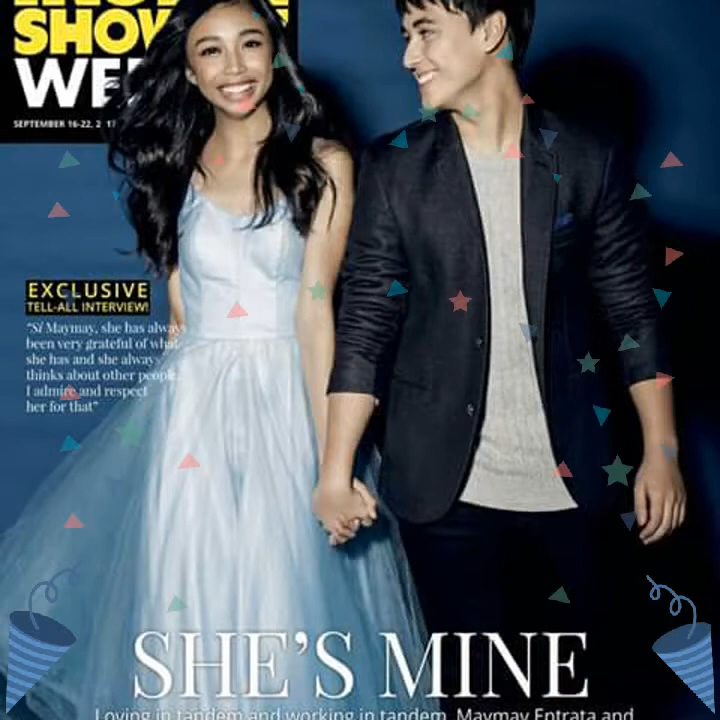 SHOW
WE
SEPTEMBER 16-22, 2 17
EXCLUSIVE
TELL-ALL INTERVIEW!
"Si Maymay, she has always
been very grateful of what
she has and she always
thinks about other people.
I admire and respect
her for that"
SHE'S MINE
Loving in tandem and working in tandem, Maymay Entrata and